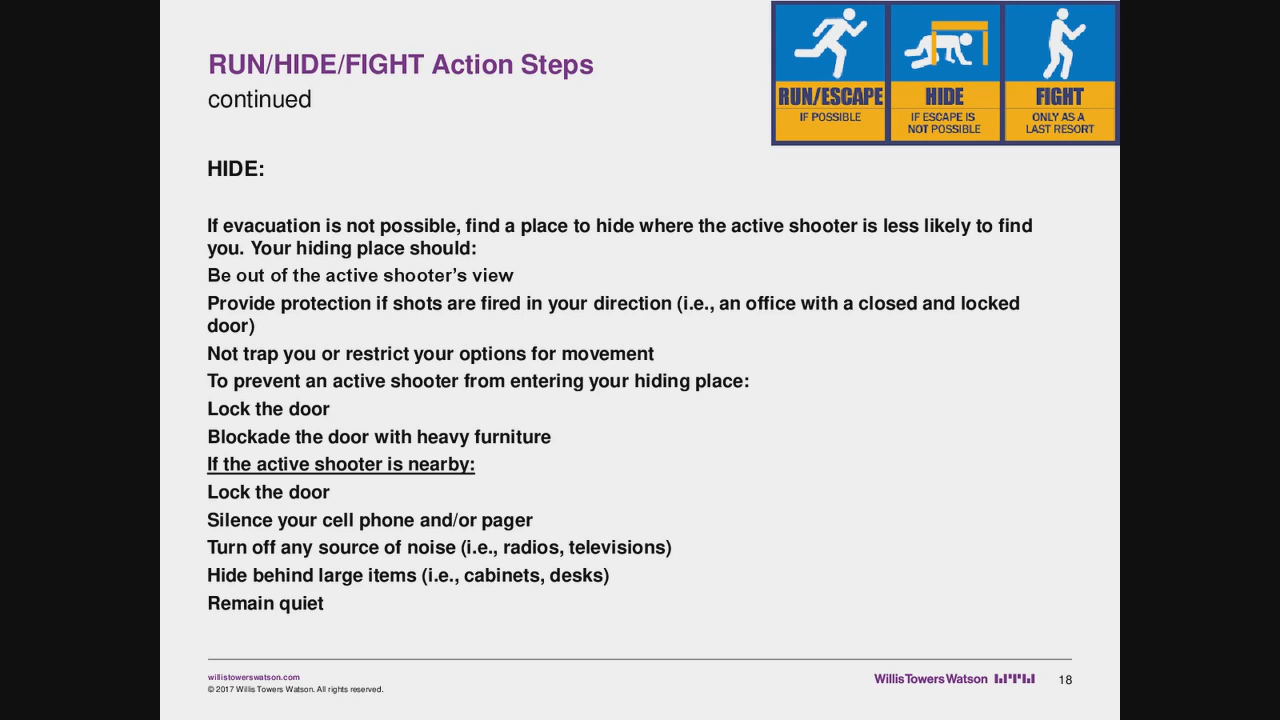 RUN/HIDE/FIGHT Action Steps
continued
RUN/ESCAPE
IF POSSIBLE
HIDE
IF ESCAPE IS
NOT POSSIBLE
FIGHT
ONLY AS A
LAST RESORT
HIDE:
If evacuation is not possible, find a place to hide where the active shooter is less likely to find
you. Your hiding place should:
Be out of the active shooter’s view
Provide protection if shots are fired in your direction (i.e., an office with a closed and locked
door)
Not trap you or restrict your options for movement
To prevent an active shooter from entering your hiding place:
Lock the door
Blockade the door with heavy furniture
If the active shooter is nearby:
Lock the door
Silence your cell phone and/or pager
Turn off any source of noise (i.e., radios, televisions)
Hide behind large items (i.e., cabinets, desks)
Remain quiet
willistowerswatson.com
© 2017 Willis Towers Watson. All rights reserved.
WillisTowersWatson
18